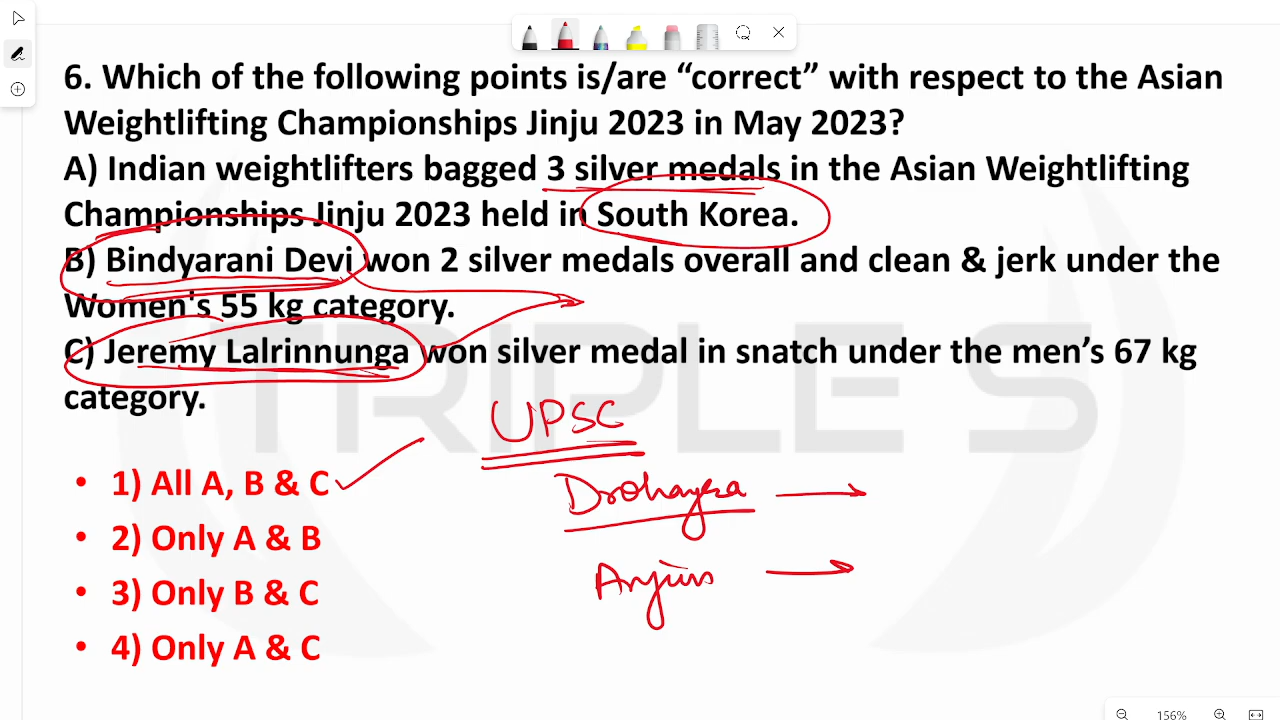 6. Which of the following points is/are “correct” with respect to the Asian
Weightlifting Championships Jinju 2023 in May 2023?
A) Indian weightlifters bagged 3 silver medals in the Asian Weightlifting
Championships Jinju 2023 held in South Korea.
B) Bindyarani Devi won 2 silver medals overall and clean & jerk under the
Women's 55 kg category.
C) Jeremy Lalrinnunga won silver medal in snatch under the men’s 67 kg
category.
TRIPLE S
UPSC
• 1) All A, B & C
• 2) Only A & B
• 3) Only B & C
• 4) Only A & C
Arjun
156%